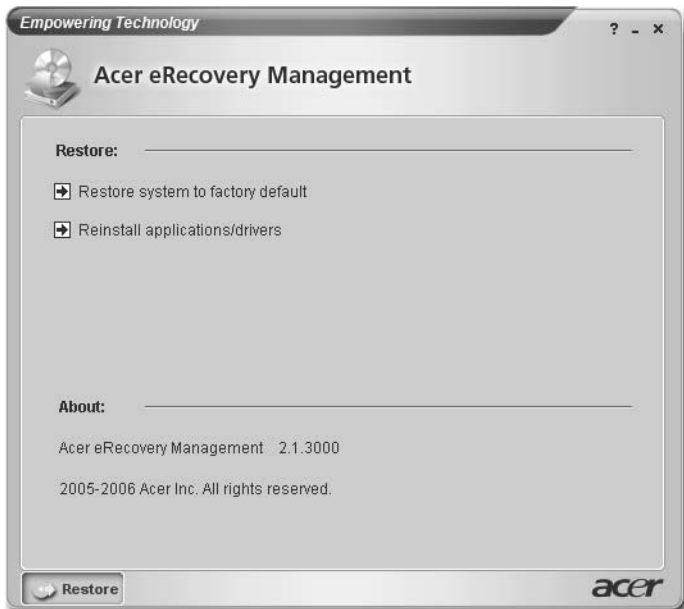 Empowering Technology
? - ×
Acer eRecovery Management
Restore:
Restore system to factory default
Reinstall applications/drivers
About:
Acer eRecovery Management 2.1.3000
2005-2006 Acer Inc. All rights reserved.
Restore
acer